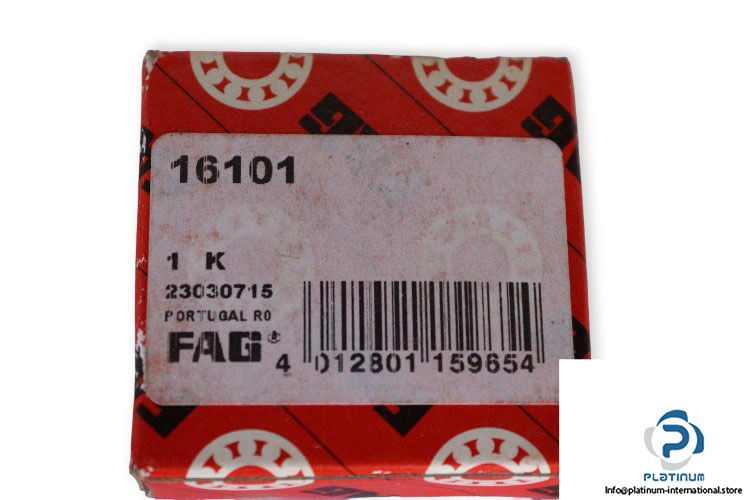 16101
1 K
23030715
PORTUGAL R0
FAG®
4 012801 159654
PLATINUM
Info@platinum-international.store